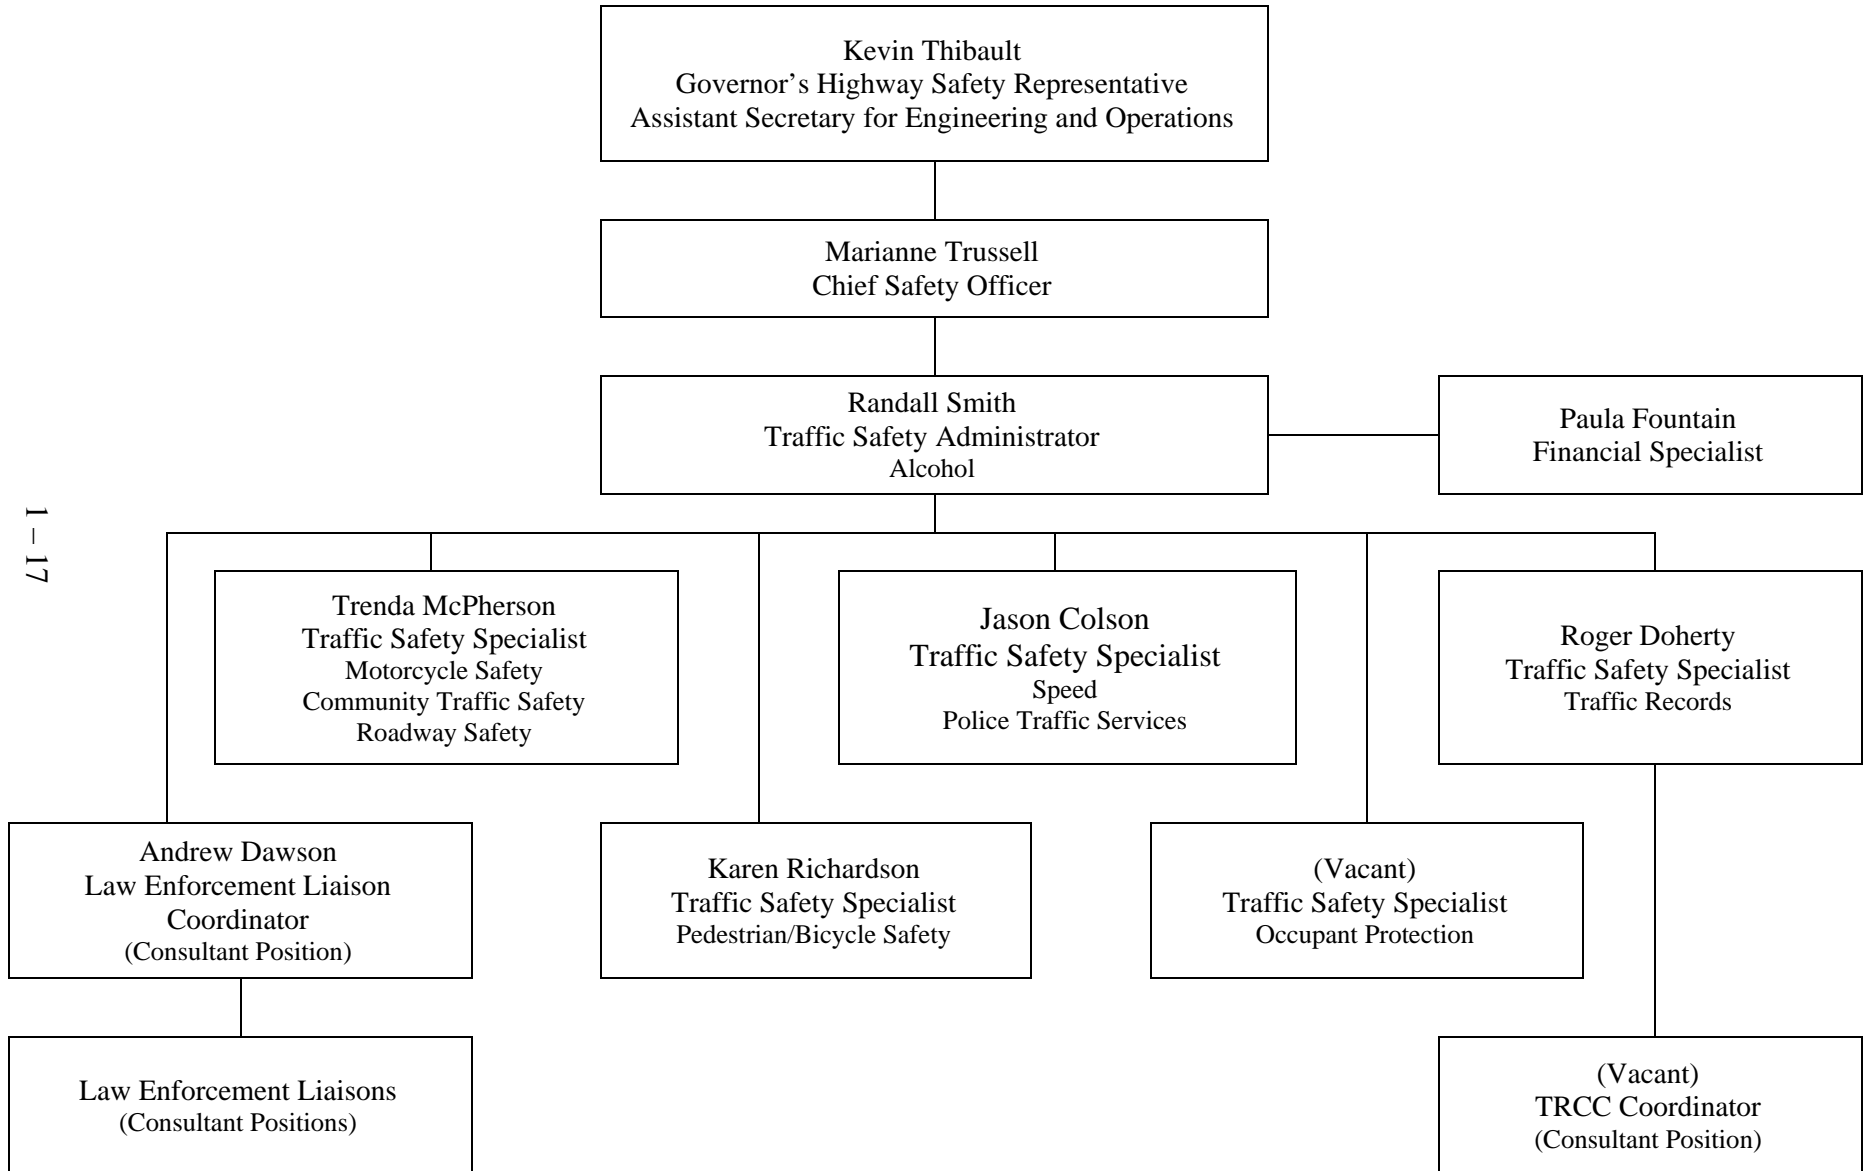 Kevin Thibault
Governor’s Highway Safety Representative
Assistant Secretary for Engineering and Operations
Marianne Trussell
Chief Safety Officer
Randall Smith
Traffic Safety Administrator
Alcohol
Paula Fountain
Financial Specialist
1 – 17
Trenda McPherson
Traffic Safety Specialist
Motorcycle Safety
Community Traffic Safety
Roadway Safety
Jason Colson
Traffic Safety Specialist
Speed
Police Traffic Services
Roger Doherty
Traffic Safety Specialist
Traffic Records
Andrew Dawson
Law Enforcement Liaison
Coordinator
(Consultant Position)
Karen Richardson
Traffic Safety Specialist
Pedestrian/Bicycle Safety
(Vacant)
Traffic Safety Specialist
Occupant Protection
Law Enforcement Liaisons
(Consultant Positions)
(Vacant)
TRCC Coordinator
(Consultant Position)